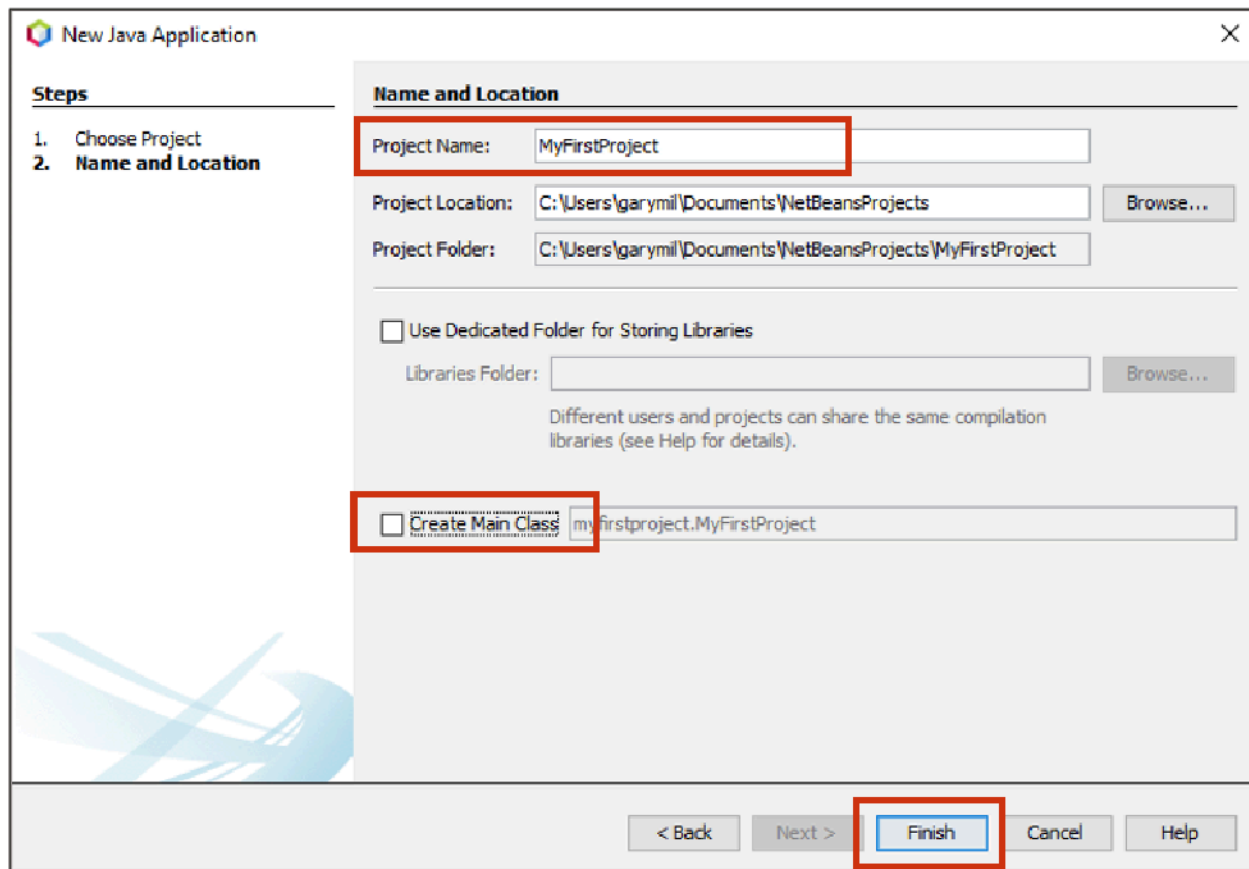 New Java Application
Steps
1. Choose Project
2. Name and Location
Name and Location
Project Name: MyFirstProject
Project Location: C:\Users\garymil\Documents\NetBeansProjects Browse...
Project Folder: C:\Users\garymil\Documents\NetBeansProjects\MyFirstProject
Use Dedicated Folder for Storing Libraries
Libraries Folder: Browse...
Different users and projects can share the same compilation
libraries (see Help for details).
Create Main Class myfirstproject.MyFirstProject
< Back Next > Finish Cancel Help